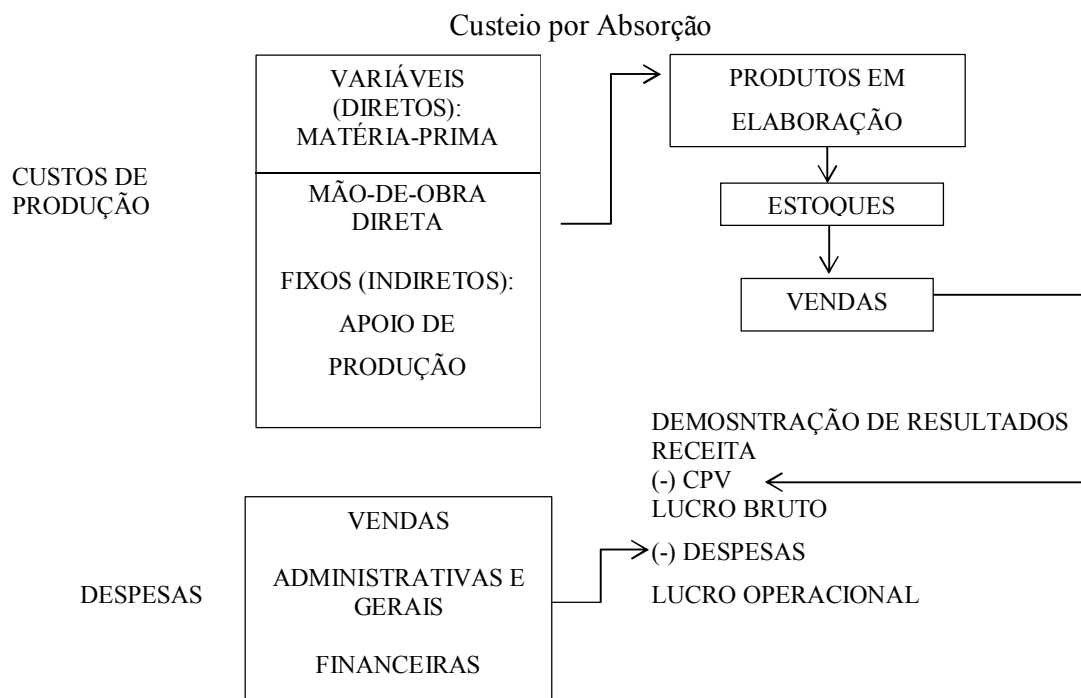 Custeio por Absorção
VARIÁVEIS
(DIRETOS):
MATÉRIA-PRIMA
PRODUTOS EM
ELABORAÇÃO
CUSTOS DE
PRODUÇÃO
MÃO-DE-OBRA
DIRETA
ESTOQUES
FIXOS (INDIRETOS):
APOIO DE
PRODUÇÃO
VENDAS
DEMOSNTRAÇÃO DE RESULTADOS
RECEITA
(-) CPV
LUCRO BRUTO
(-) DESPESAS
LUCRO OPERACIONAL
DESPESAS
VENDAS
ADMINISTRATIVAS E
GERAIS
FINANCEIRAS